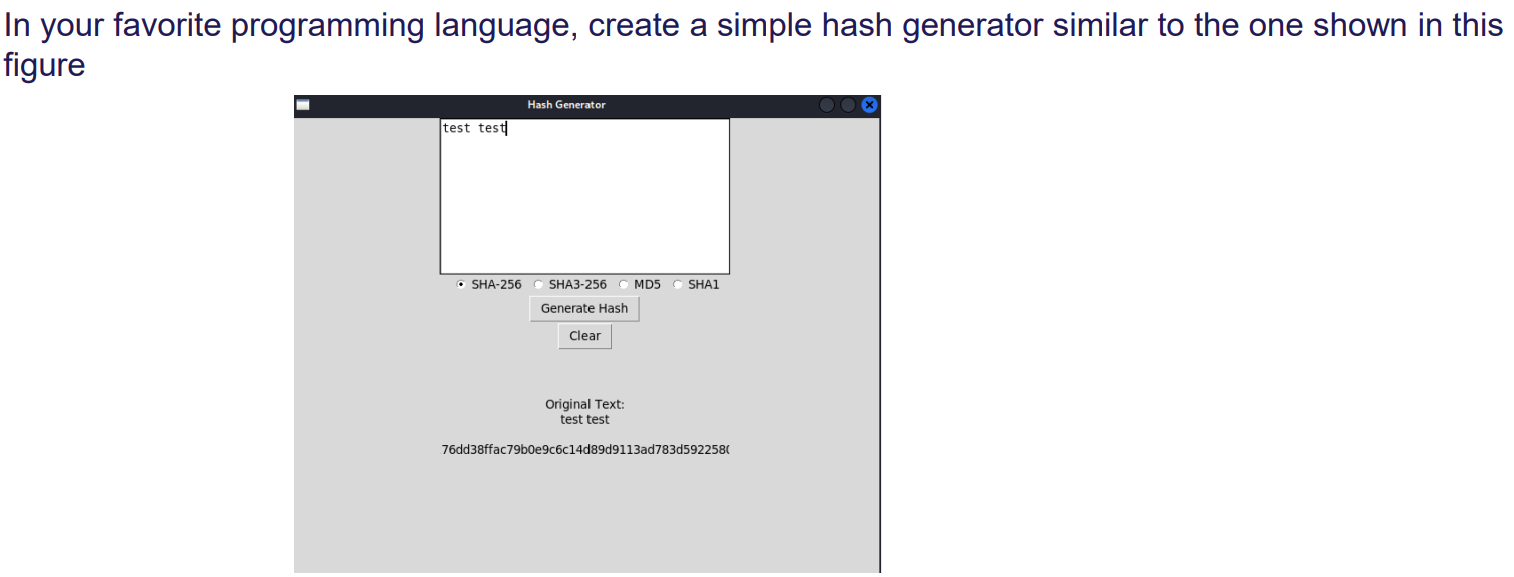 In your favorite programming language, create a simple hash generator similar to the one shown in this
figure
Hash Generator
test test
SHA-256 SHA3-256 MD5 SHA1
Generate Hash
Clear
Original Text:
test test
76dd38ffac79b0e9c6c14d89d9113ad783d592258(